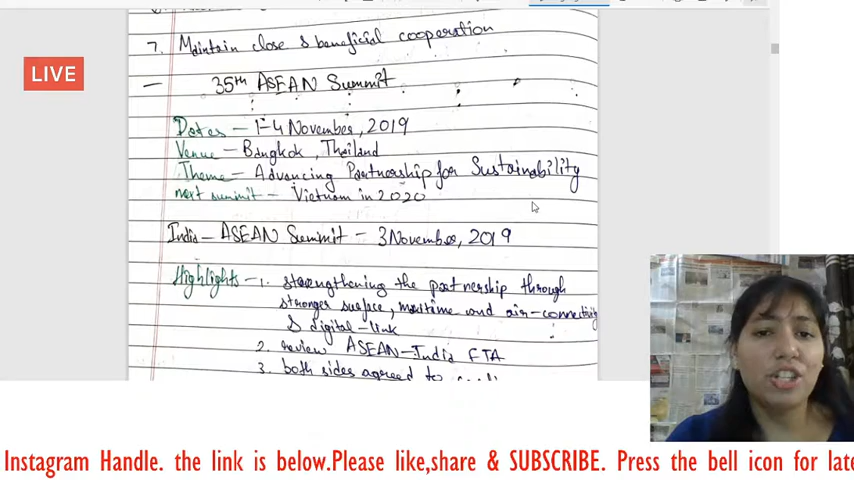 7. Maintain close & beneficial cooperation
LIVE
— 35th ASEAN Summit
Dates — 1-4 November, 2019
Venue — Bangkok, Thailand
Theme — Advancing Partnership for Sustainability
next summit — Vietnam in 2020
India — ASEAN Summit — 3 November, 2019
Highlights — 1. strengthening the partnership through
stronger surface, maritime and air-connectivity
& digital-link
2. review ASEAN-India FTA
3. both sides agreed to
Instagram Handle. the link is below.Please like,share & SUBSCRIBE. Press the bell icon for late